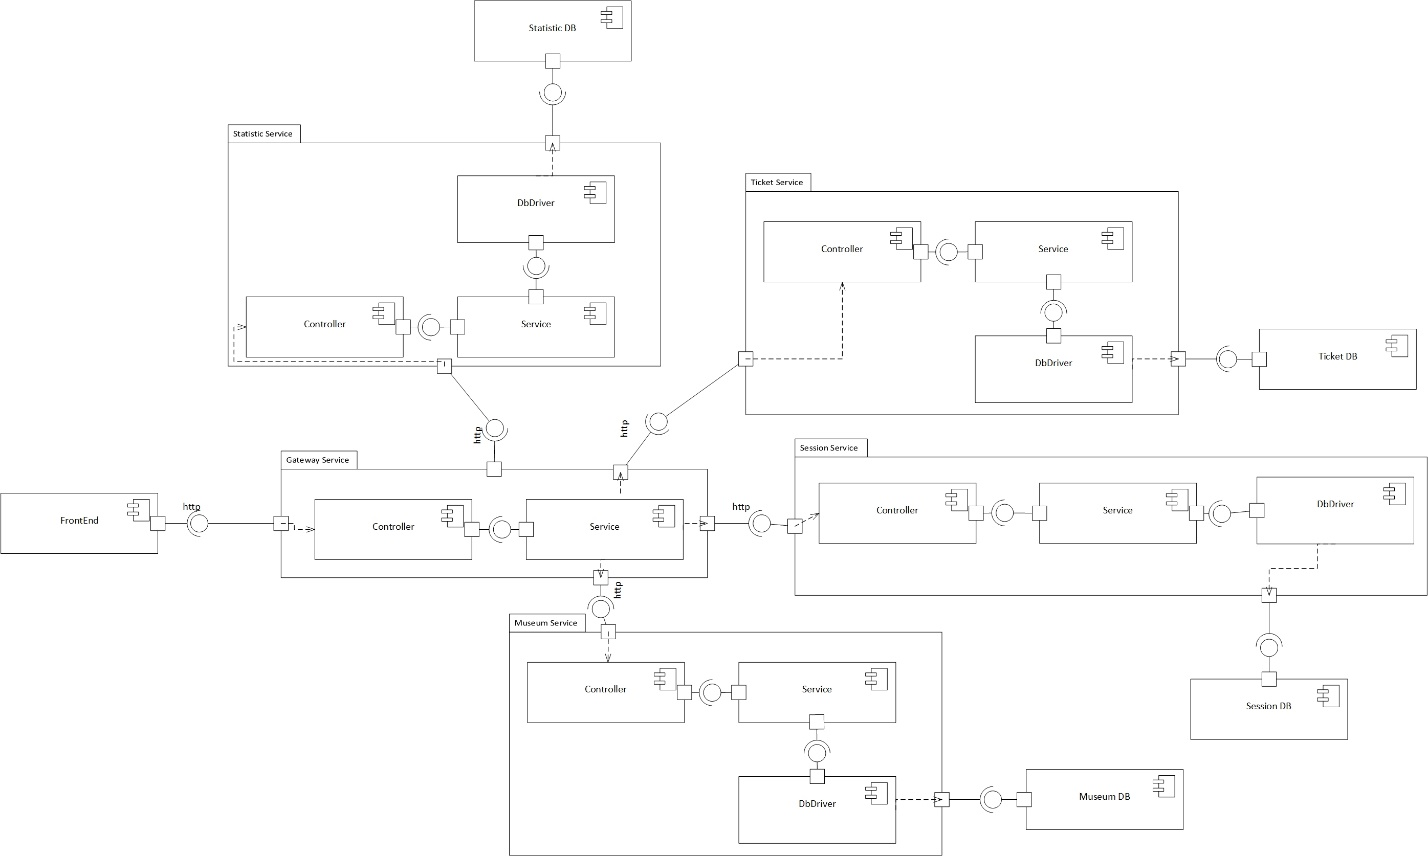 Statistic DB
Statistic Service
DbDriver
Controller
Service
Ticket Service
Controller
Service
DbDriver
Ticket DB
http
http
Gateway Service
FrontEnd
http
Controller
Service
http
http
Session Service
Controller
Service
DbDriver
Session DB
Museum Service
Controller
Service
DbDriver
Museum DB